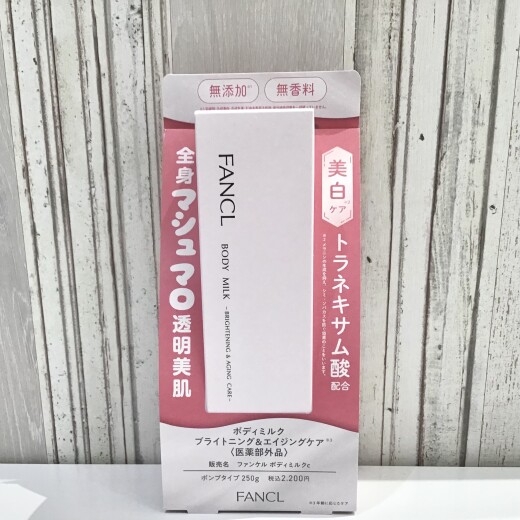 無添加
無香料
美白
ケア
トラネキサム酸
配合
全身マシュマロ透明美肌
FANCL
BODY MILK
-BRIGHTENING & AGING CARE-
ボディミルク
ブライトニング&エイジングケア※1
〈医薬部外品〉
販売名 ファンケル ボディミルクc
ポンプタイプ 250g 税込2,200円
FANCL